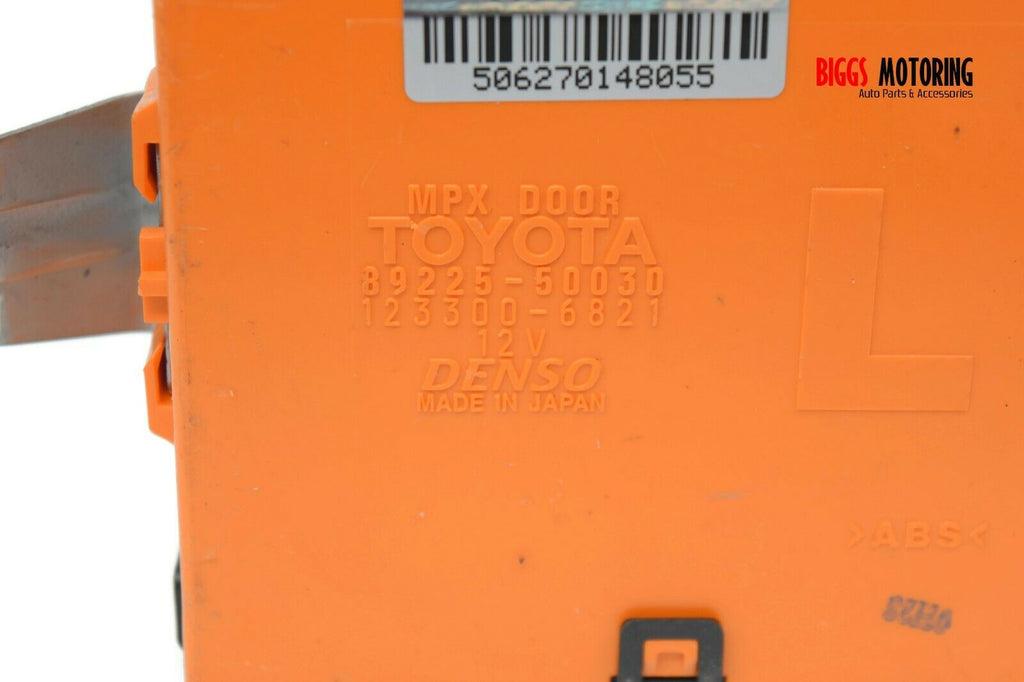 506270148055
BIGGS MOTORING
Auto Parts & Accessories
MPX DOOR
TOYOTA
89225-50030
123300-6821
12V
DENSO
MADE IN JAPAN
L
>ABS<